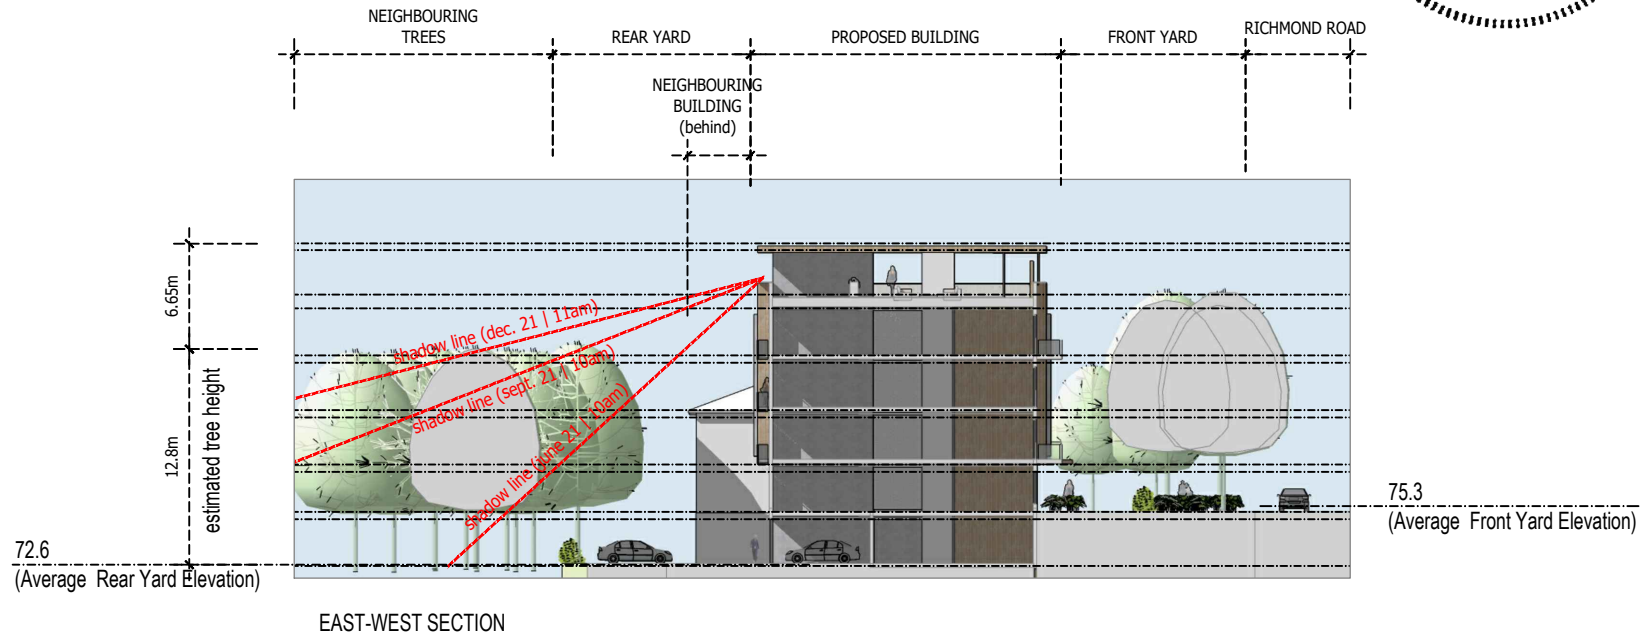 NEIGHBOURING
TREES
REAR YARD
PROPOSED BUILDING
FRONT YARD
RICHMOND ROAD
NEIGHBOURING
BUILDING
(behind)
6.65m
12.8m
estimated tree height
shadow line (dec. 21 | 11am)
shadow line (sept. 21 | 10am)
shadow line (june 21 | 10am)
72.6
(Average Rear Yard Elevation)
75.3
(Average Front Yard Elevation)
EAST-WEST SECTION